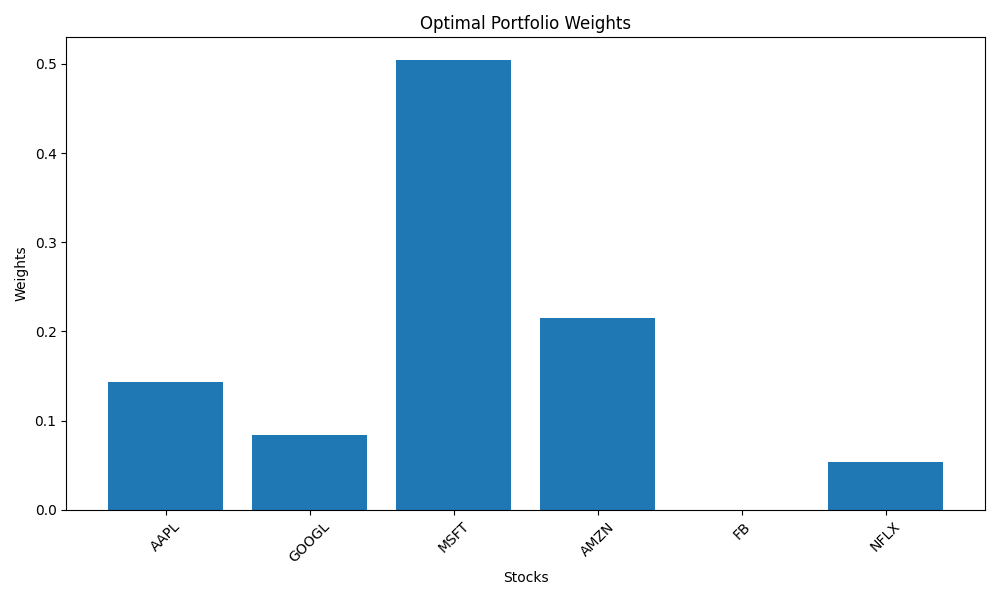 Optimal Portfolio Weights
0.5
0.4
0.3
0.2
0.1
0.0
Weights
AAPL
GOOGL
MSFT
AMZN
FB
NFLX
Stocks